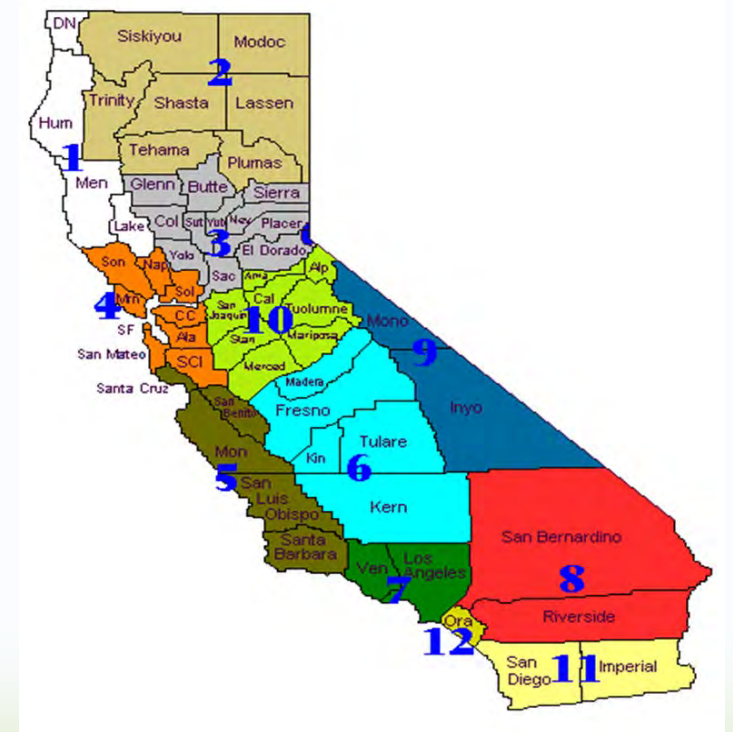 DN
Siskiyou
Modoc
2
Trinity
Shasta
Lassen
Hum
1
Tehama
Plumas
Men
Glenn
Butte
Sierra
Lake
Col
Sut
Yub
Nev
Placer
3
Yolo
El Dorado
Son
Nap
Sac
Ama
Alp
Sol
4
Mrn
San
Joaquin
Cal
Tuolumne
10
Mono
SF
CC
Ala
Stan
Mariposa
9
San Mateo
SCl
Merced
Santa Cruz
Madera
San
Benito
Fresno
Inyo
Mon
Kin
Tulare
5
6
San
Luis
Obispo
Kern
Santa
Barbara
San Bernardino
Ven
Los
Angeles
7
8
Ora
12
Riverside
San
Diego
11
Imperial